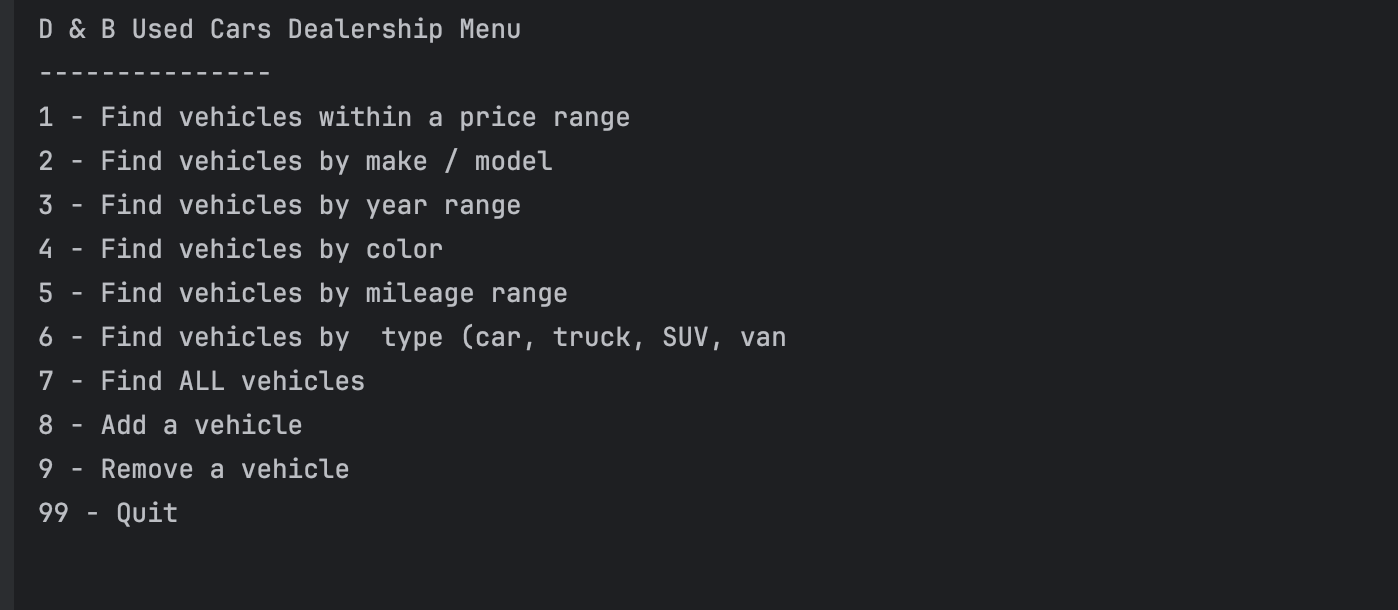 D & B Used Cars Dealership Menu
---------------
1 - Find vehicles within a price range
2 - Find vehicles by make / model
3 - Find vehicles by year range
4 - Find vehicles by color
5 - Find vehicles by mileage range
6 - Find vehicles by  type (car, truck, SUV, van
7 - Find ALL vehicles
8 - Add a vehicle
9 - Remove a vehicle
99 - Quit